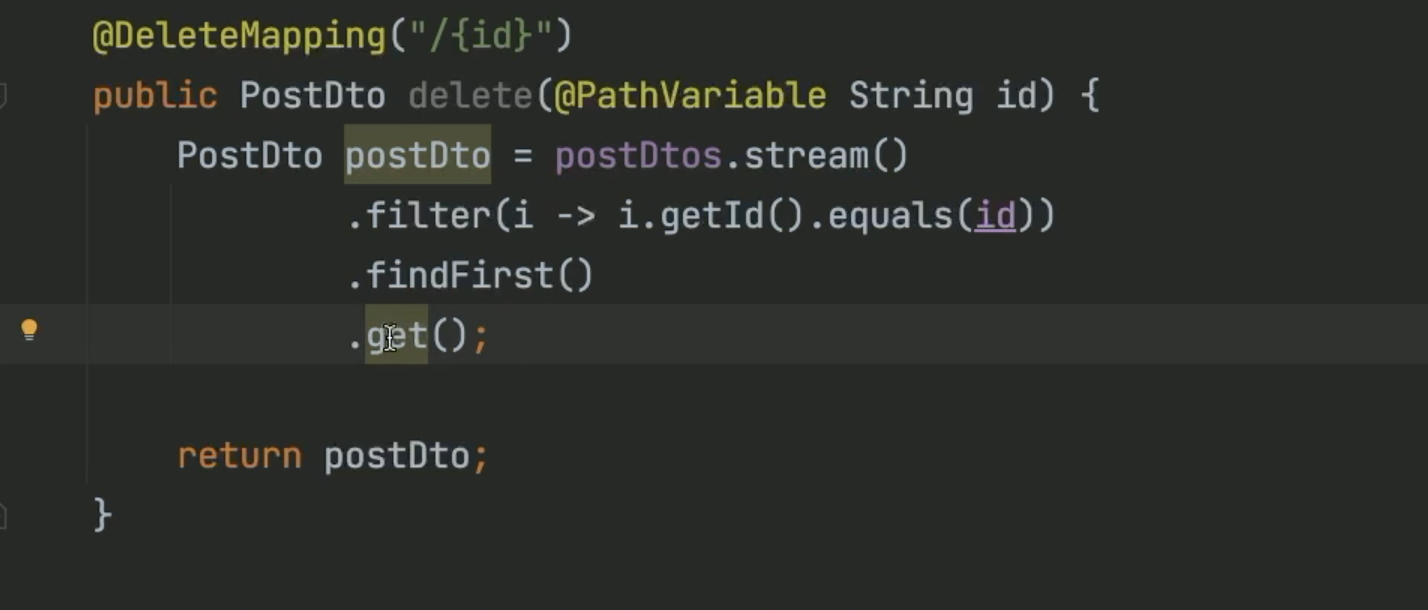 @DeleteMapping("/{id}")
public PostDto delete(@PathVariable String id) {
PostDto postDto = postDtos.stream()
.filter(i -> i.getId().equals(id))
.findFirst()
.get();
return postDto;
}